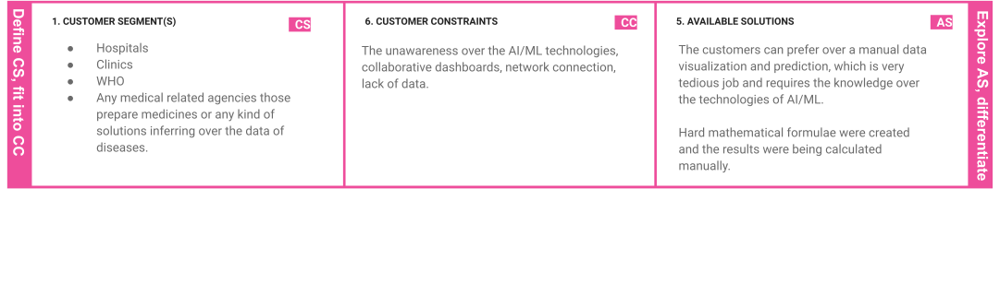 Define CS, fit into CC
1. CUSTOMER SEGMENT(S)
CS
● Hospitals
● Clinics
● WHO
● Any medical related agencies those
prepare medicines or any kind of
solutions inferring over the data of
diseases.
6. CUSTOMER CONSTRAINTS
CC
The unawareness over the AI/ML technologies,
collaborative dashboards, network connection,
lack of data.
5. AVAILABLE SOLUTIONS
AS
The customers can prefer over a manual data
visualization and prediction, which is very
tedious job and requires the knowledge over
the technologies of AI/ML.
Hard mathematical formulae were created
and the results were being calculated
manually.
Explore AS, differentiate